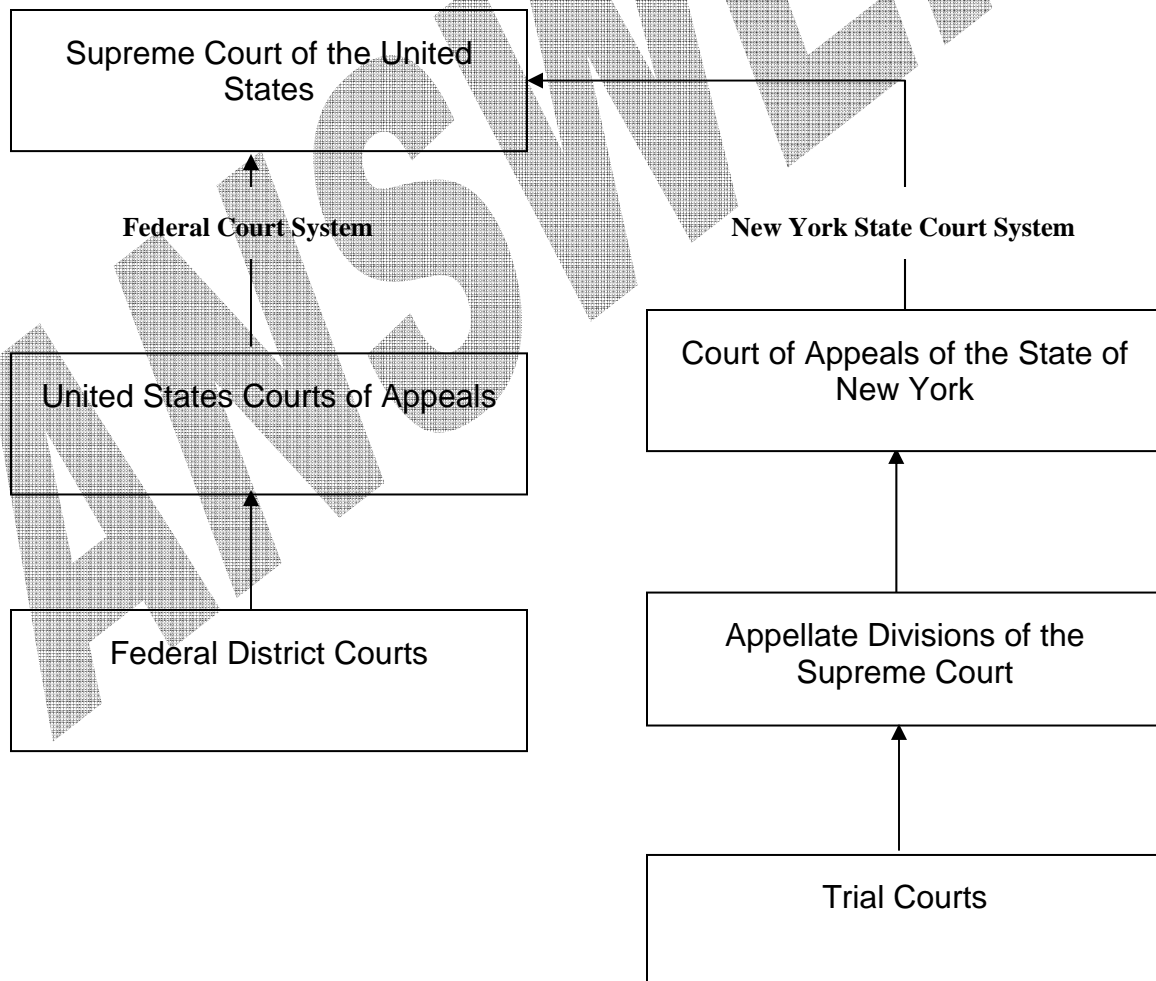 Supreme Court of the United
States
Federal Court System
New York State Court System
United States Courts of Appeals
Court of Appeals of the State of
New York
Federal District Courts
Appellate Divisions of the
Supreme Court
Trial Courts